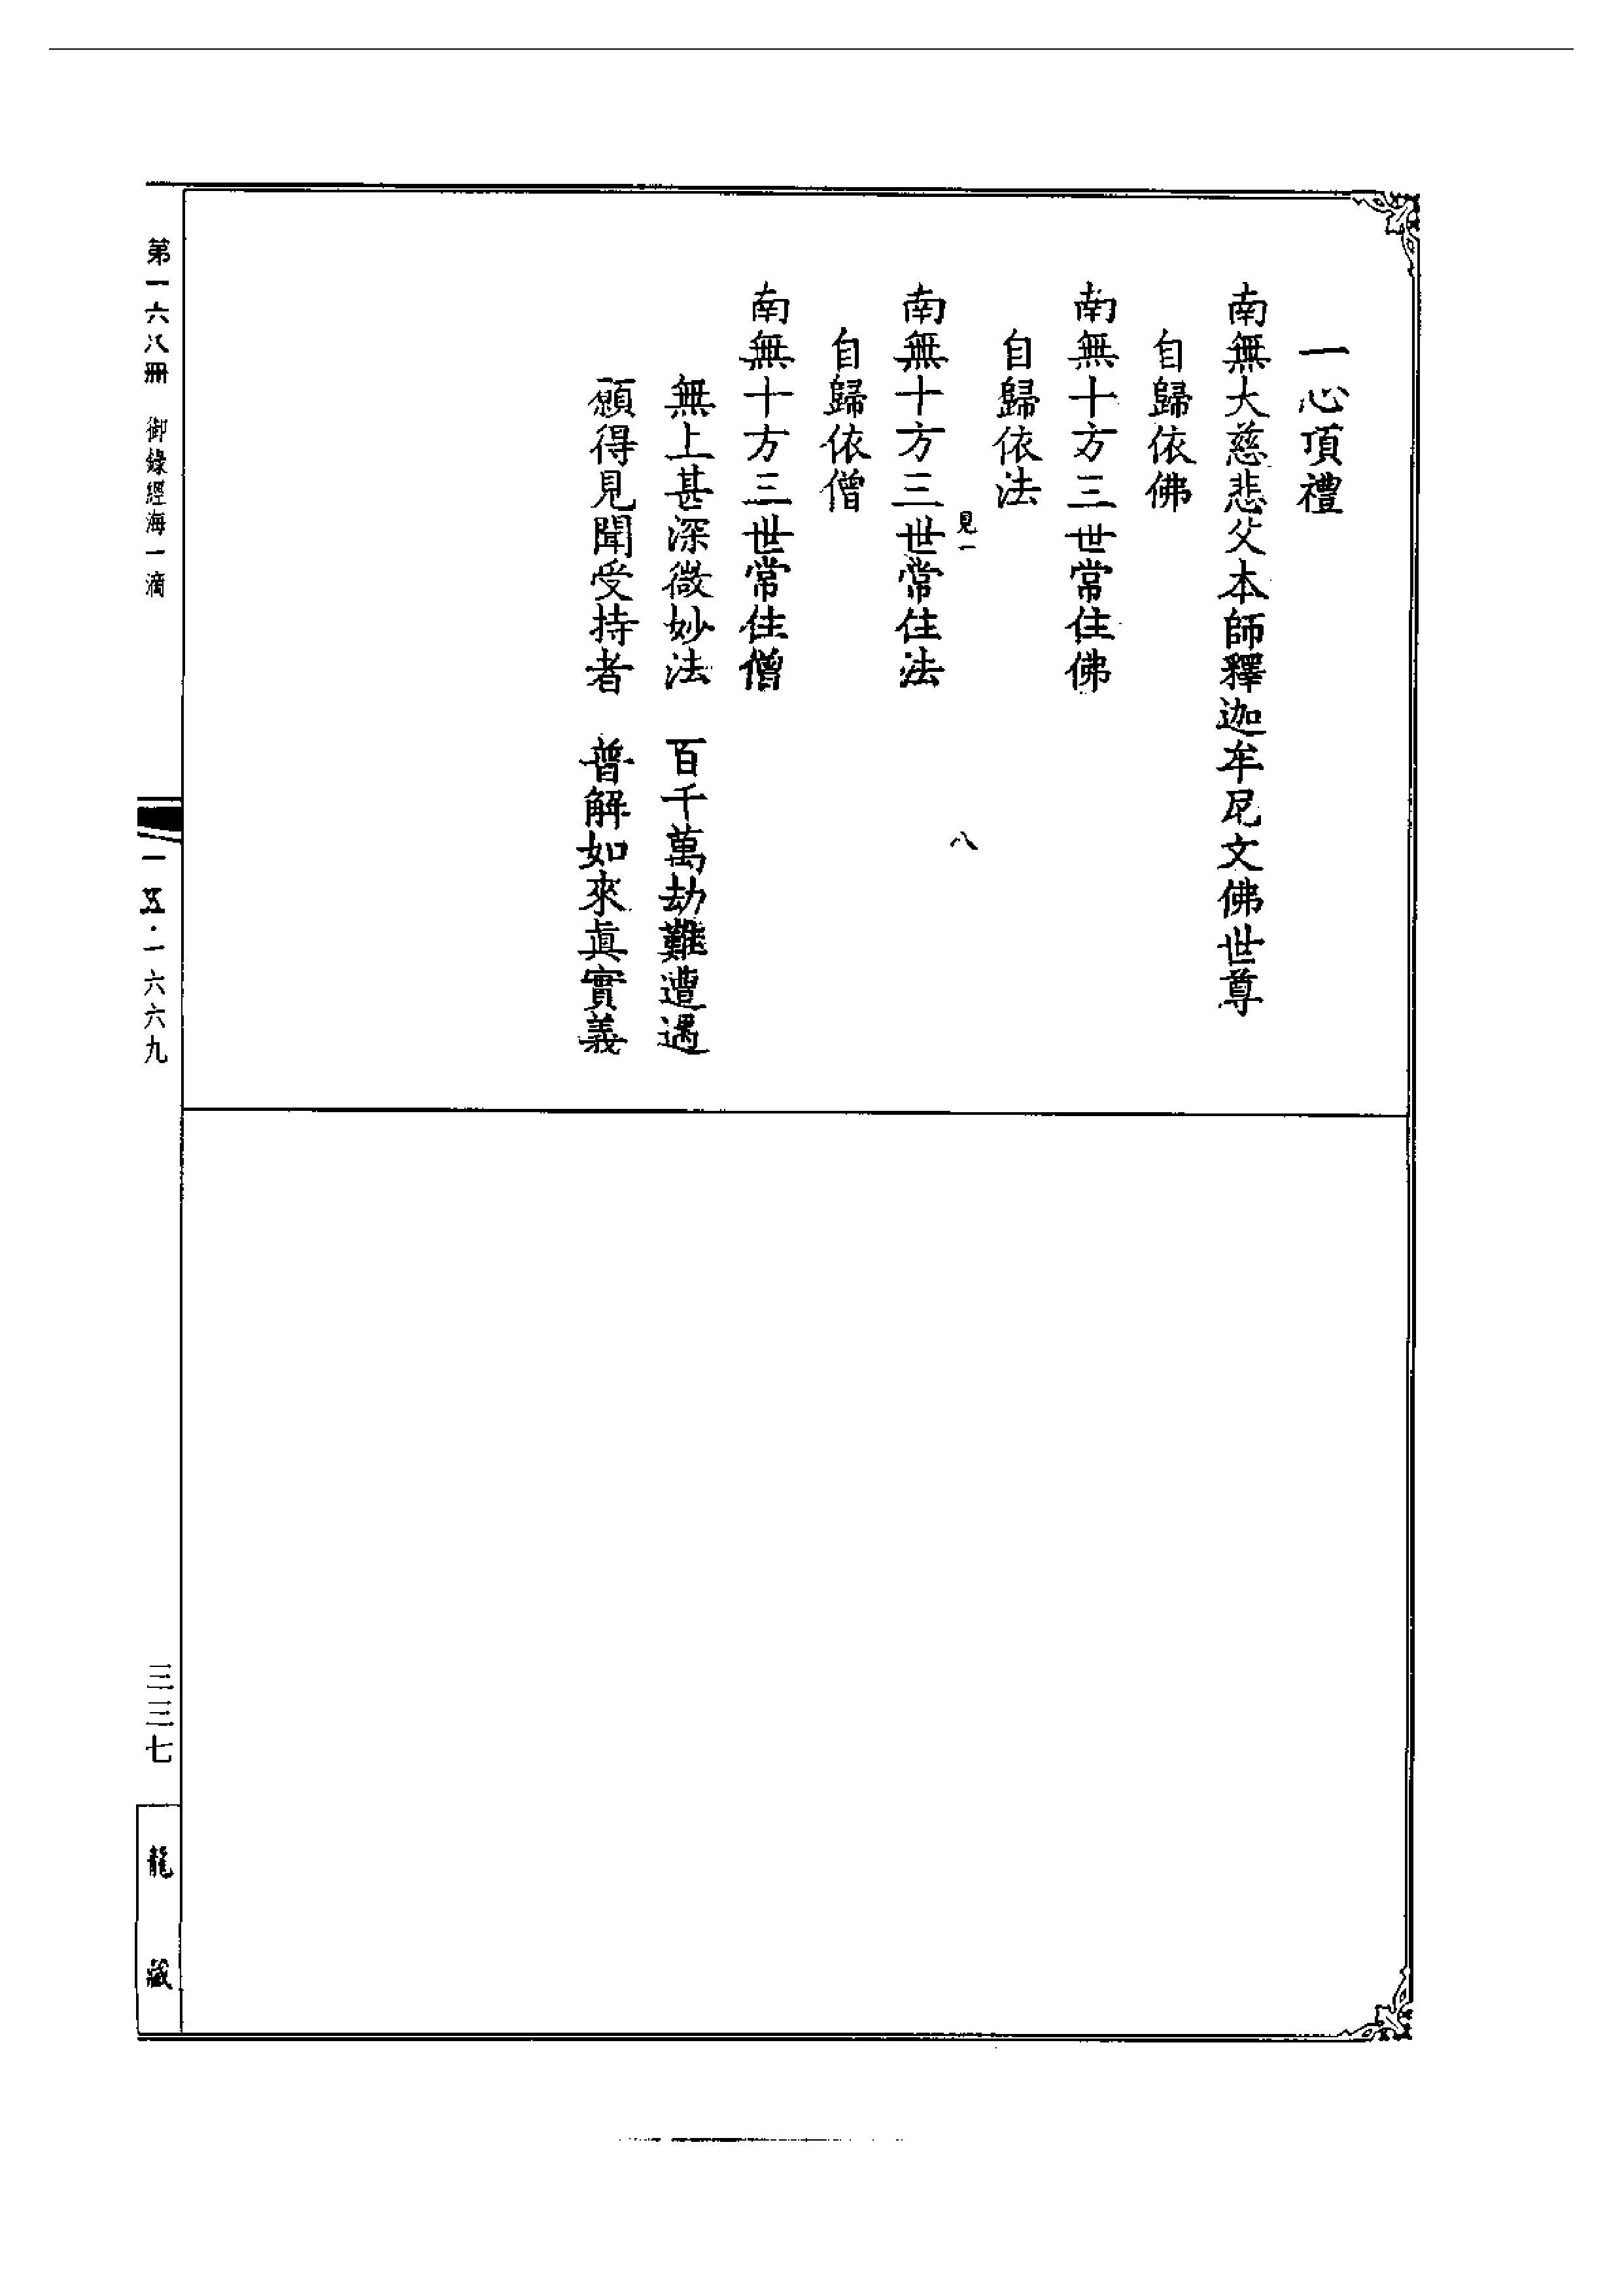 一心頂禮
南無大慈悲父本師釋迦牟尼文佛世尊
自歸依佛
南無十方三世常住佛
自歸依法
見一 八
南無十方三世常住法
自歸依僧
南無十方三世常住僧
無上甚深微妙法 百千萬劫難遭遇
願得見聞受持者 普解如來眞實義
第一六八冊 御錄經海一滴
一五·一六六九
三三七
龍藏